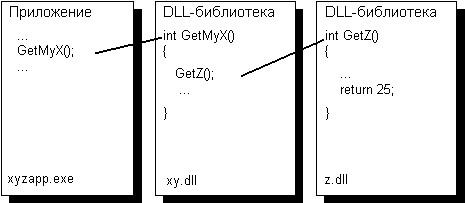 Приложение
...
GetMyX();
...
xyzapp.exe
DLL-библиотека
int GetMyX()
{
GetZ();
...
}
xy.dll
DLL-библиотека
int GetZ()
{
...
return 25;
}
z.dll